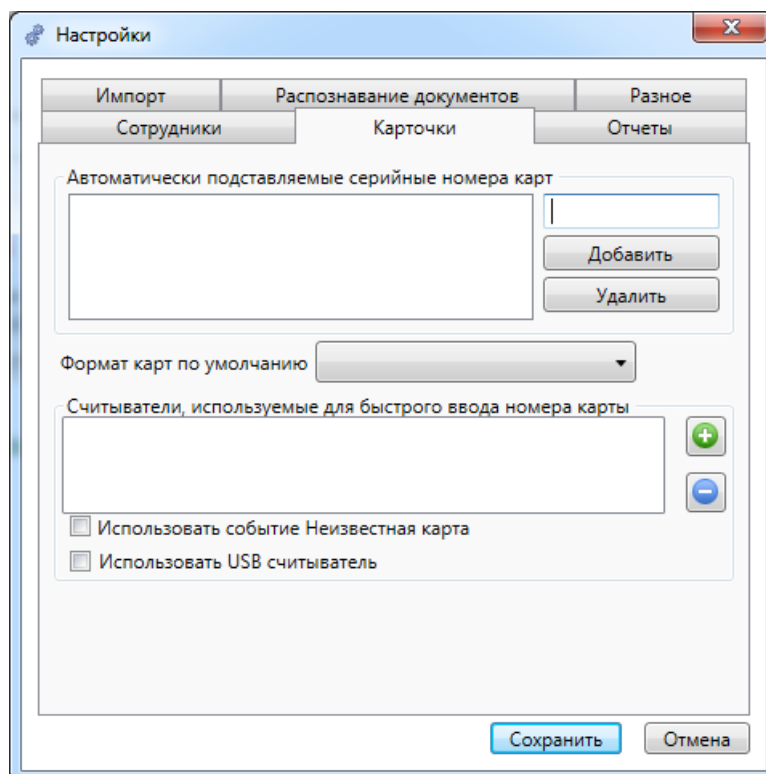 Настройки
Импорт
Распознавание документов
Разное
Сотрудники
Карточки
Отчеты
Автоматически подставляемые серийные номера карт
Добавить
Удалить
Формат карт по умолчанию
Считыватели, используемые для быстрого ввода номера карты
Использовать событие Неизвестная карта
Использовать USB считыватель
Сохранить
Отмена